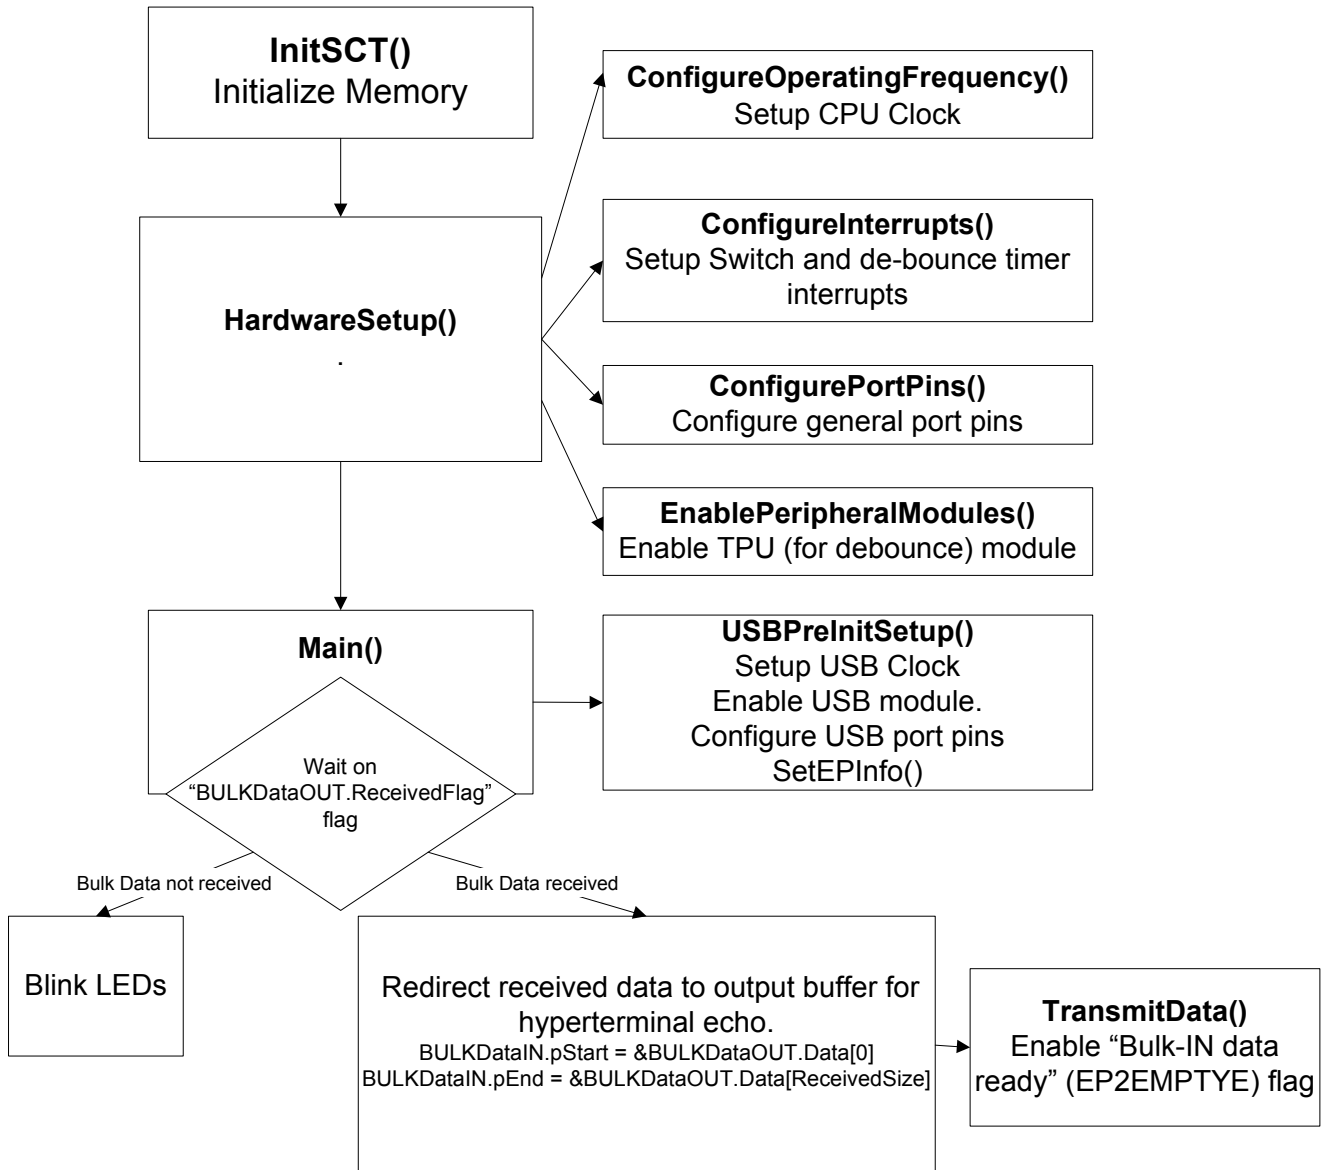 InitSCT()
Initialize Memory
ConfigureOperatingFrequency()
Setup CPU Clock
ConfigureInterrupts()
Setup Switch and de-bounce timer
interrupts
HardwareSetup()
.
ConfigurePortPins()
Configure general port pins
EnablePeripheralModules()
Enable TPU (for debounce) module
Main()
USBPreInitSetup()
Setup USB Clock
Enable USB module.
Configure USB port pins
SetEPInfo()
Wait on
“BULKDataOUT.ReceivedFlag”
flag
Bulk Data not received
Bulk Data received
Blink LEDs
Redirect received data to output buffer for
hyperterminal echo.
BULKDataIN.pStart = &BULKDataOUT.Data[0]
BULKDataIN.pEnd = &BULKDataOUT.Data[ReceivedSize]
TransmitData()
Enable “Bulk-IN data
ready” (EP2EMPTYE) flag